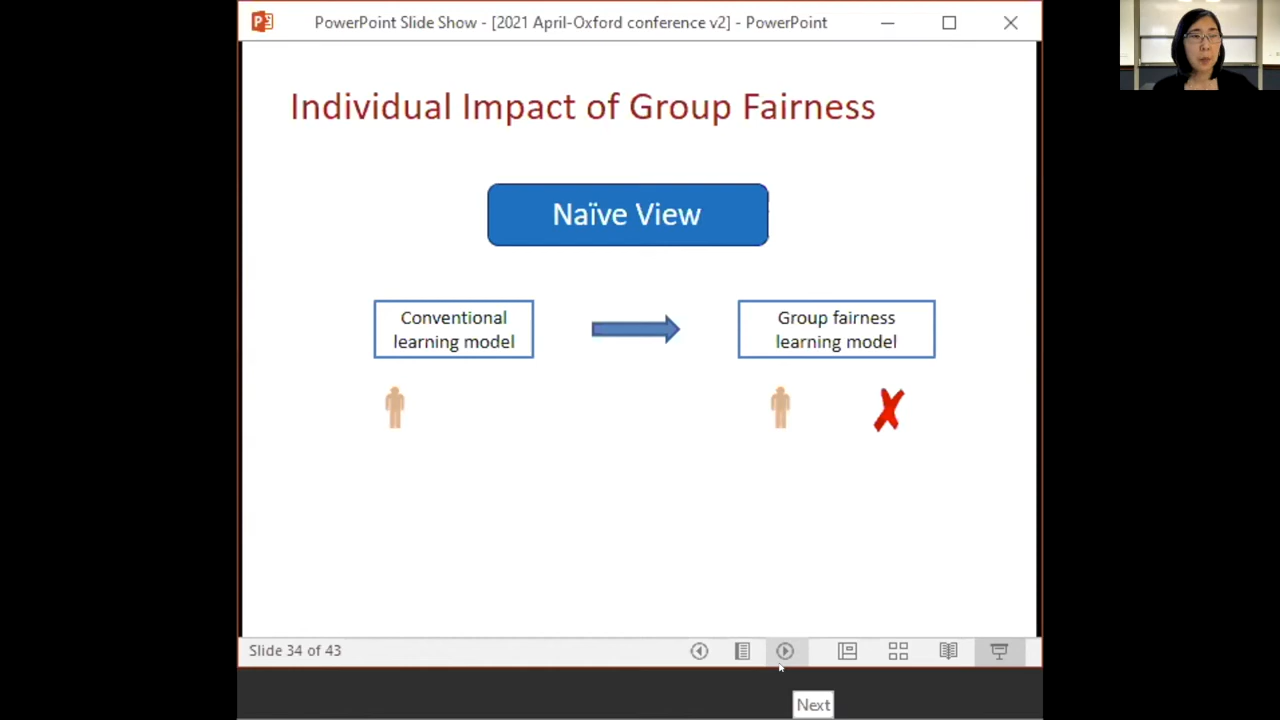 PowerPoint Slide Show - [2021 April-Oxford conference v2] - PowerPoint
Individual Impact of Group Fairness
Naïve View
Conventional
learning model
Group fairness
learning model
Slide 34 of 43
Next